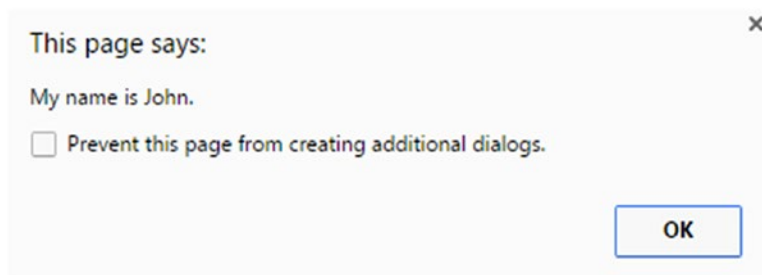 This page says:
My name is John.
Prevent this page from creating additional dialogs.
OK